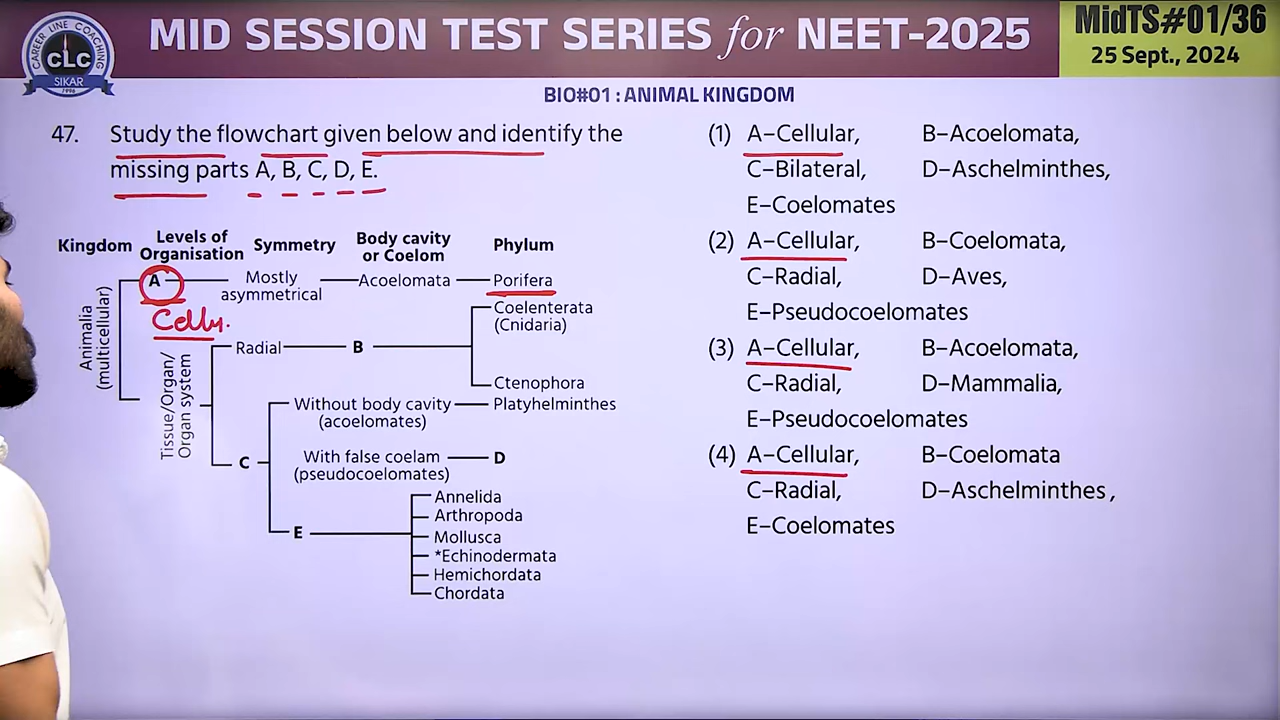 CAREER LINE COACHING
CLC
SIKAR
1996
MID SESSION TEST SERIES for NEET-2025
MidTS#01/36
25 Sept., 2024
BIO#01 : ANIMAL KINGDOM
47. Study the flowchart given below and identify the
missing parts A, B, C, D, E.
Kingdom
Levels of
Organisation
Symmetry
Body cavity
or Coelom
Phylum
Animalia
(multicellular)
A
Mostly
asymmetrical
Acoelomata
Porifera
Celly.
Tissue/Organ/
Organ system
Radial
B
Coelenterata
(Cnidaria)
Ctenophora
C
Without body cavity
(acoelomates)
Platyhelminthes
With false coelam
(pseudocoelomates)
D
E
Annelida
Arthropoda
Mollusca
*Echinodermata
Hemichordata
Chordata
(1) A–Cellular, B–Acoelomata,
C–Bilateral, D–Aschelminthes,
E–Coelomates
(2) A–Cellular, B–Coelomata,
C–Radial, D–Aves,
E–Pseudocoelomates
(3) A–Cellular, B–Acoelomata,
C–Radial, D–Mammalia,
E–Pseudocoelomates
(4) A–Cellular, B–Coelomata
C–Radial, D–Aschelminthes,
E–Coelomates